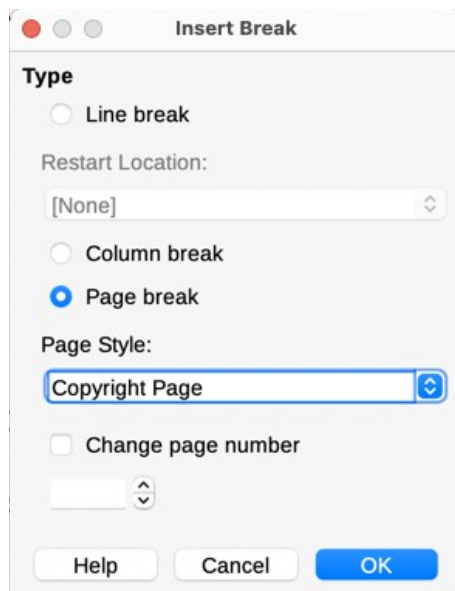 Insert Break
Type
Line break
Restart Location:
[None]
Column break
Page break
Page Style:
Copyright Page
Change page number
Help Cancel OK